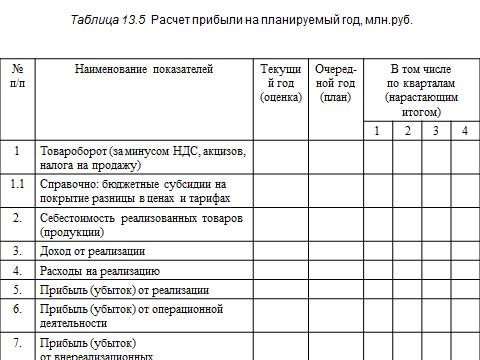 Таблица 13.5 Расчет прибыли на планируемый год, млн.руб.
№ п/п
Наименование показателей
Текущи
й год
(оценка)
Очеред-
ной год
(план)
В том числе
по кварталам
(нарастающим
итогом)
1 2 3 4
1 Товароборот (за минусом НДС, акцизов,
налога на продажу)
1.1 Справочно: бюджетные субсидии на
покрытие разницы в ценах и тарифах
2. Себестоимость реализованных товаров
(продукции)
3. Доход от реализации
4. Расходы на реализацию
5. Прибыль (убыток) от реализации
6. Прибыль (убыток) от операционной
деятельности
7. Прибыль (убыток)
от внереализационных